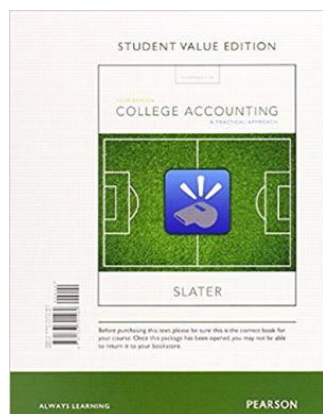 STUDENT VALUE EDITION
COLLEGE ACCOUNTING
A PRACTICAL APPROACH
SLATER
Before purchasing this text, please be sure this is the correct book for
your course. Once this package has been opened, you may not be able
to return it to your bookstore.
ALWAYS LEARNING
PEARSON